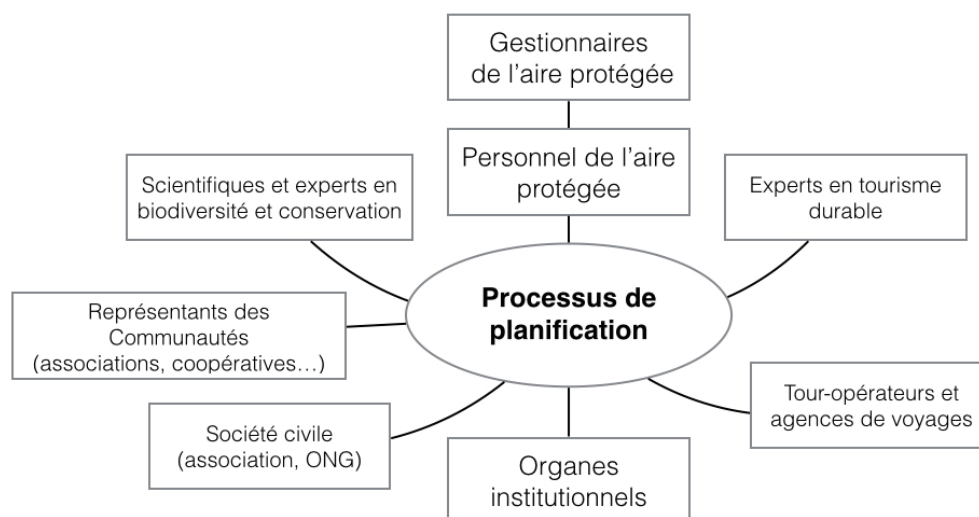 Gestionnaires
de l'aire protégée
Personnel de l'aire
protégée
Scientifiques et experts en
biodiversité et conservation
Experts en tourisme
durable
Processus de
planification
Représentants des
Communautés
(associations, coopératives…)
Tour-opérateurs et
agences de voyages
Société civile
(association, ONG)
Organes
institutionnels